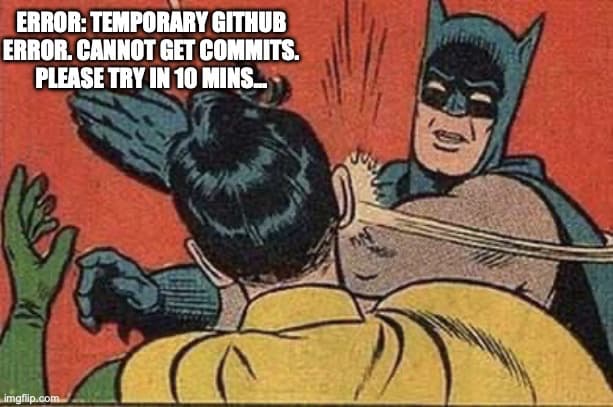 ERROR: TEMPORARY GITHUB
ERROR. CANNOT GET COMMITS.
PLEASE TRY IN 10 MINS...
imgflip.com